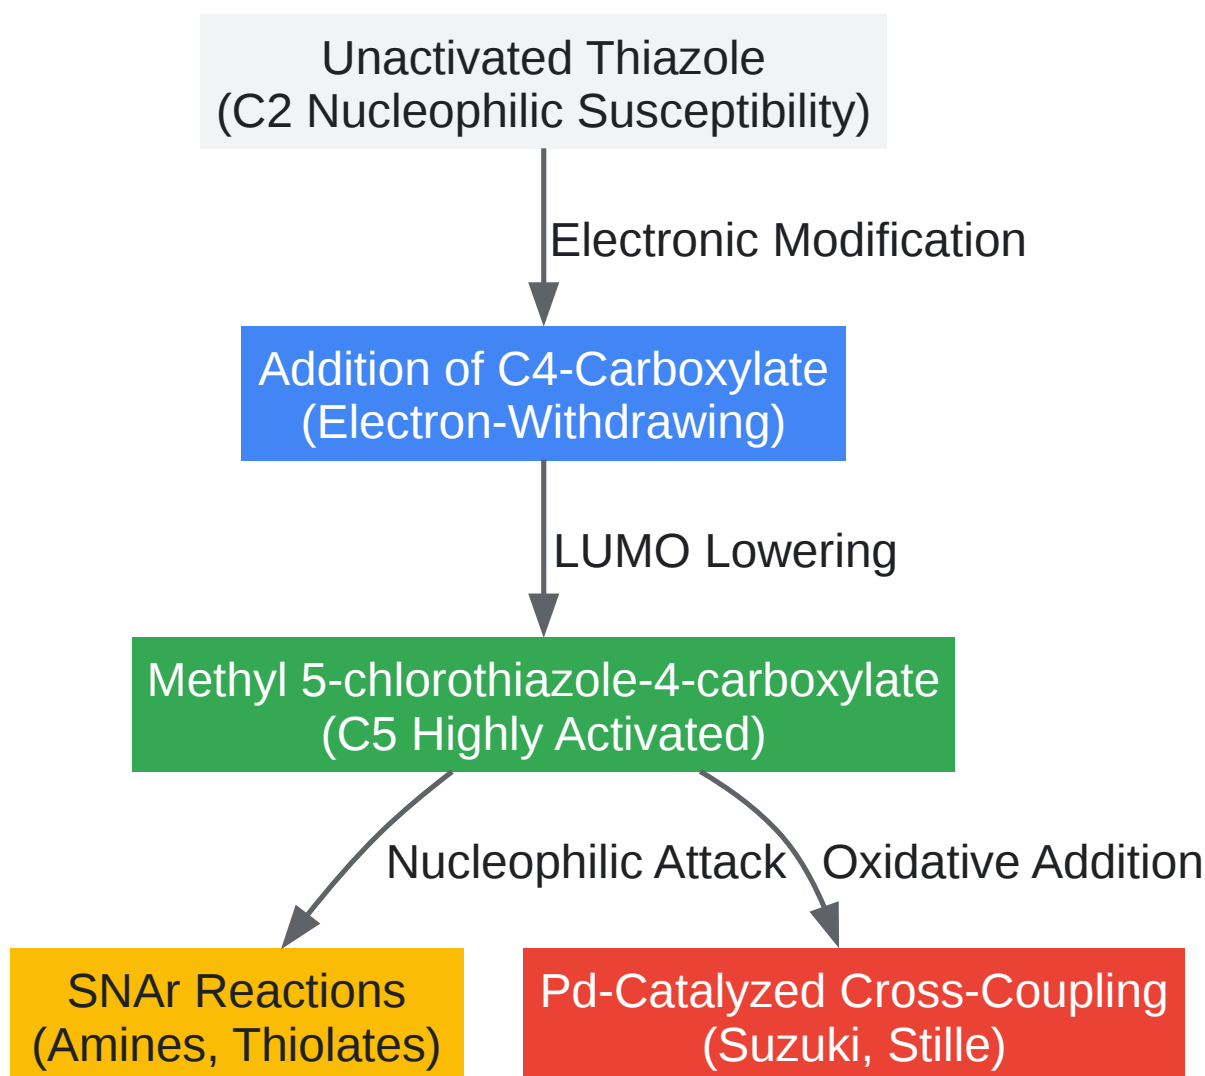 Unactivated Thiazole
(C2 Nucleophilic Susceptibility)
Electronic Modification
Addition of C4-Carboxylate
(Electron-Withdrawing)
LUMO Lowering
Methyl 5-chlorothiazole-4-carboxylate
(C5 Highly Activated)
Nucleophilic Attack
Oxidative Addition
SNAr Reactions
(Amines, Thiolates)
Pd-Catalyzed Cross-Coupling
(Suzuki, Stille)